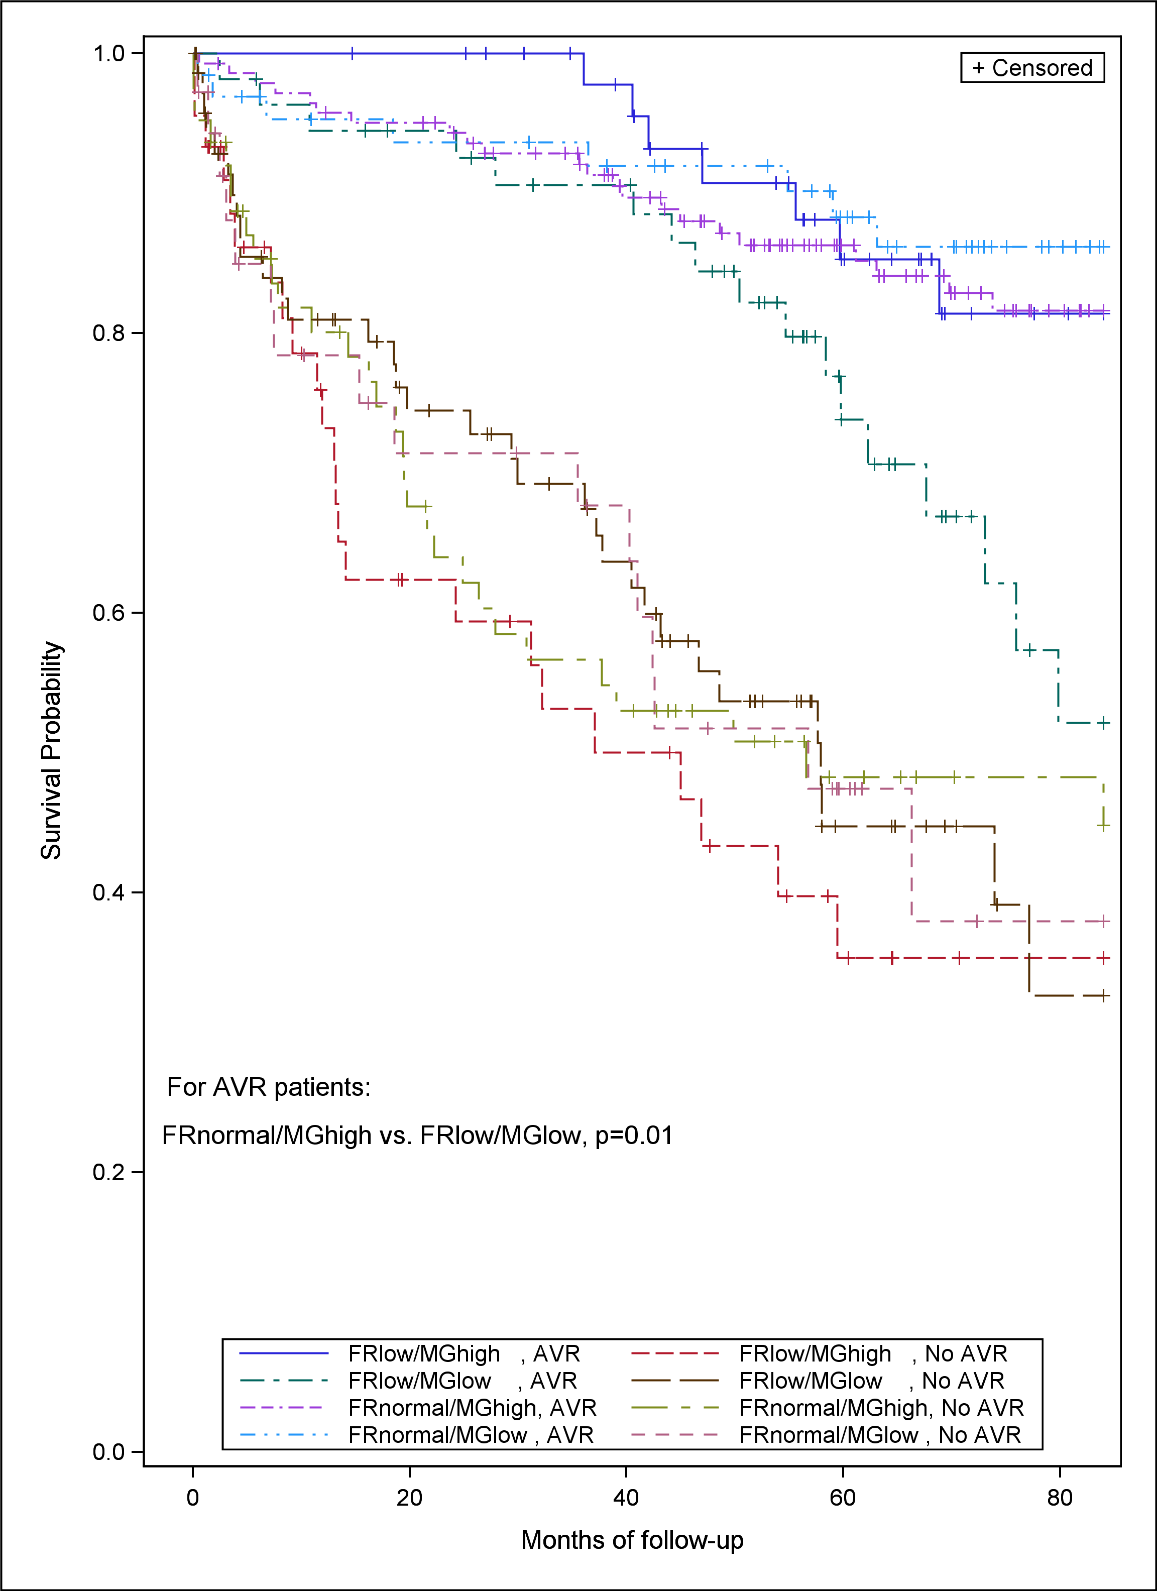 + Censored
1.0
0.8
0.6
0.4
0.2
0.0
Survival Probability
For AVR patients:
FRnormal/MGhigh vs. FRlow/MGlow, p=0.01
FRlow/MGhigh , AVR
FRlow/MGhigh , No AVR
FRlow/MGlow , AVR
FRlow/MGlow , No AVR
FRnormal/MGhigh, AVR
FRnormal/MGhigh, No AVR
FRnormal/MGlow , AVR
FRnormal/MGlow , No AVR
0 20 40 60 80
Months of follow-up